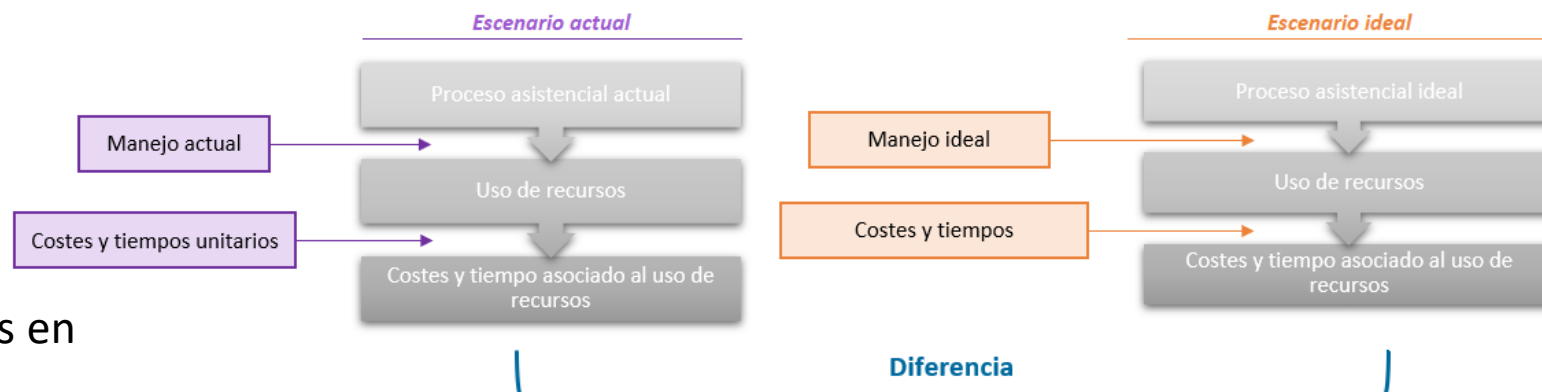 Escenario actual
Proceso asistencial actual
Manejo actual
Uso de recursos
Costes y tiempos unitarios
Costes y tiempo asociado al uso de
recursos
s en
Escenario ideal
Proceso asistencial ideal
Manejo ideal
Uso de recursos
Costes y tiempos
Costes y tiempo asociado al uso de
recursos
Diferencia